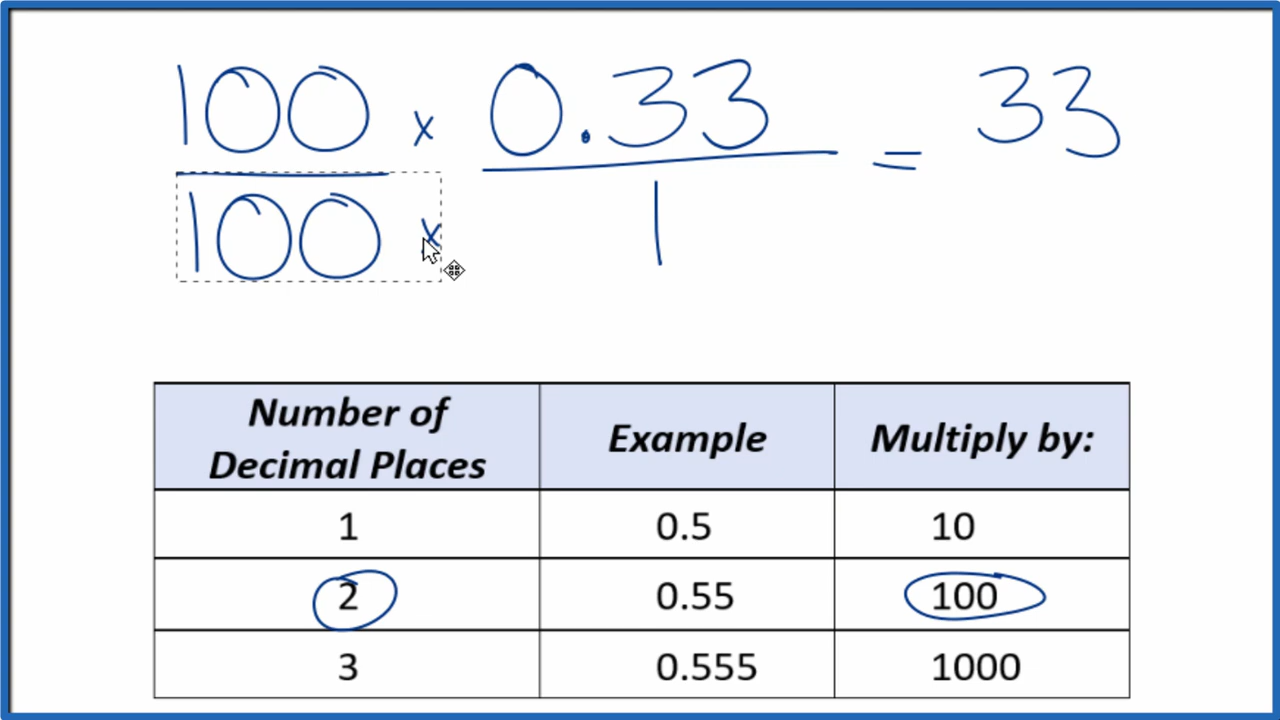 100 × 0.33 = 33
100 × 1
Number of Decimal Places Example Multiply by:
1 0.5 10
2 0.55 100
3 0.555 1000